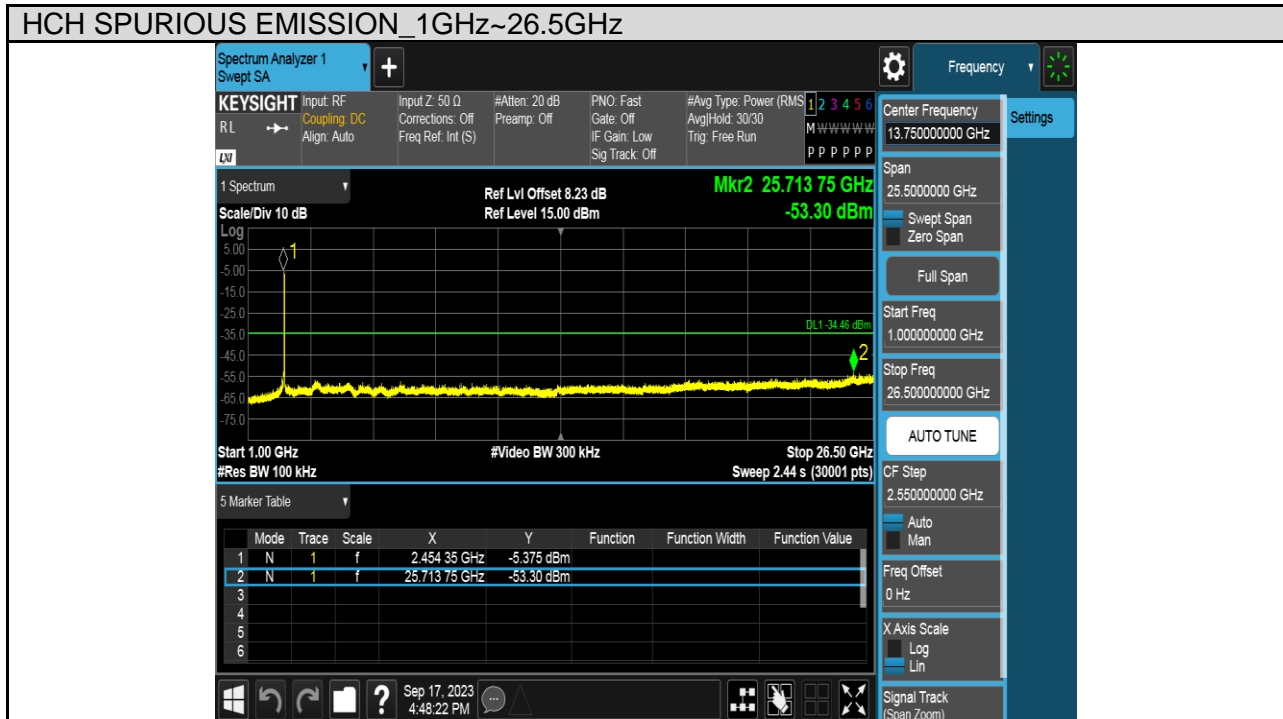 HCH SPURIOUS EMISSION_1GHz~26.5GHz
Spectrum Analyzer 1
Swept SA
Frequency
KEYSIGHT
RL
LXI
Input: RF
Coupling: DC
Align: Auto
Input Z: 50 Ω
Corrections: Off
Freq Ref: Int (S)
#Atten: 20 dB
Preamp: Off
PNO: Fast
Gate: Off
IF Gain: Low
Sig Track: Off
#Avg Type: Power (RMS
Avg|Hold: 30/30
Trig: Free Run
1 2 3 4 5 6
M W W W W W
P P P P P P
1 Spectrum
Scale/Div 10 dB
Ref Lvl Offset 8.23 dB
Ref Level 15.00 dBm
Mkr2 25.713 75 GHz
-53.30 dBm
Log
5.00
-5.00
-15.0
-25.0
-35.0
-45.0
-55.0
-65.0
-75.0
1
DL1 -34.46 dBm
2
Start 1.00 GHz
#Res BW 100 kHz
#Video BW 300 kHz
Stop 26.50 GHz
Sweep 2.44 s (30001 pts)
5 Marker Table
Mode Trace Scale X Y Function Function Width Function Value
1 N 1 f 2.454 35 GHz -5.375 dBm
2 N 1 f 25.713 75 GHz -53.30 dBm
3
4
5
6
Sep 17, 2023
4:48:22 PM
Center Frequency
13.75000000 GHz
Span
25.5000000 GHz
Swept Span
Zero Span
Full Span
Start Freq
1.000000000 GHz
Stop Freq
26.500000000 GHz
AUTO TUNE
CF Step
2.550000000 GHz
Auto
Man
Freq Offset
0 Hz
X Axis Scale
Log
Lin
Signal Track
(Span Zoom)
Settings